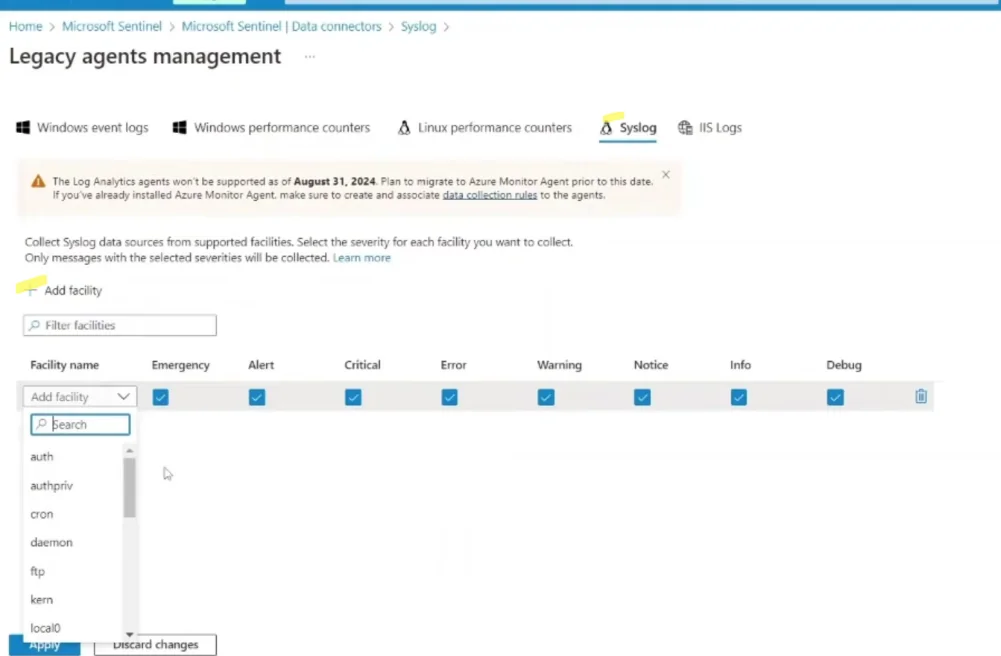 Home > Microsoft Sentinel > Microsoft Sentinel | Data connectors > Syslog >
Legacy agents management ...
Windows event logs Windows performance counters Linux performance counters Syslog IIS Logs
The Log Analytics agents won't be supported as of August 31, 2024. Plan to migrate to Azure Monitor Agent prior to this date.
If you've already installed Azure Monitor Agent, make sure to create and associate data collection rules to the agents.
Collect Syslog data sources from supported facilities. Select the severity for each facility you want to collect.
Only messages with the selected severities will be collected. Learn more
+ Add facility
Filter facilities
Facility name Emergency Alert Critical Error Warning Notice Info Debug
Add facility
Search
auth
authpriv
cron
daemon
ftp
kern
local0
Apply Discard changes